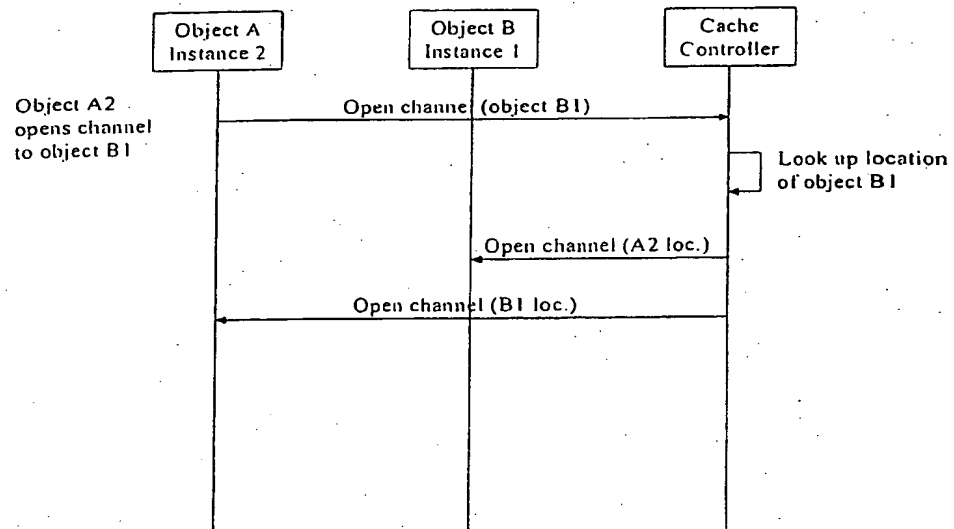 Object A
Instance 2
Object B
Instance 1
Cache
Controller
Object A2
opens channel
to object B1
Open channel (object B1)
Look up location
of object B1
Open channel (A2 loc.)
Open channel (B1 loc.)